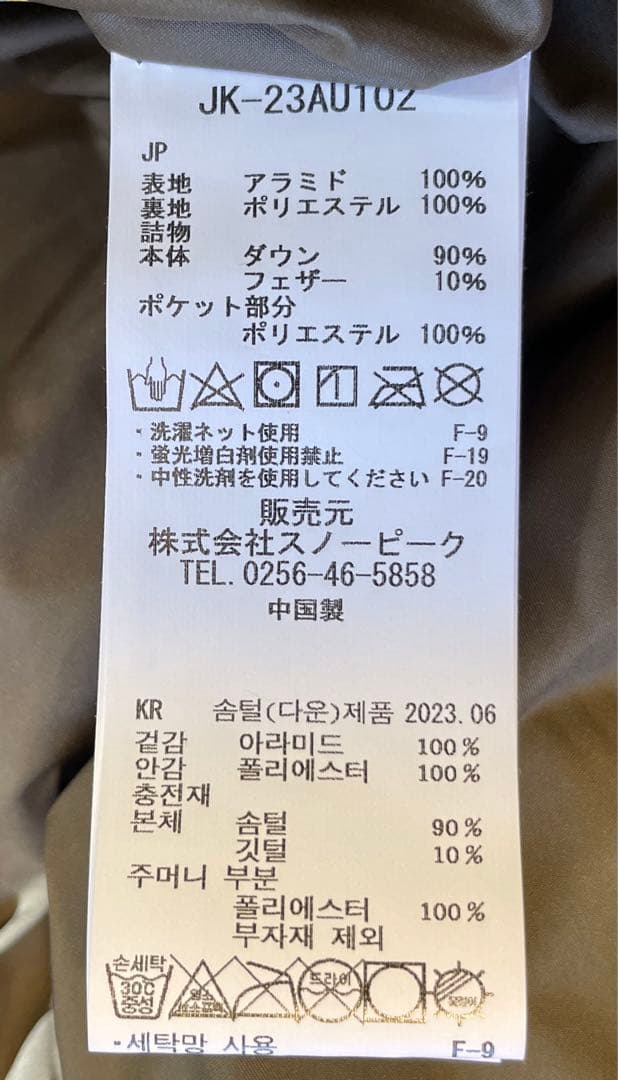 JK-23AU102
JP
表地 アラミド 100%
裏地 ポリエステル 100%
詰物
本体 ダウン 90%
フェザー 10%
ポケット部分
ポリエステル 100%
・洗濯ネット使用 F-9
・蛍光増白剤使用禁止 F-19
・中性洗剤を使用してください F-20
販売元
株式会社スノーピーク
TEL. 0256-46-5858
中国製
KR 솜털(다운)제품 2023.06
겉감 아라미드 100%
안감 폴리에스터 100%
충전재
본체 솜털 90%
깃털 10%
주머니 부분
폴리에스터 100%
부자재 제외
손세탁 30℃ 중성 드라이
・세탁망 사용 F-9